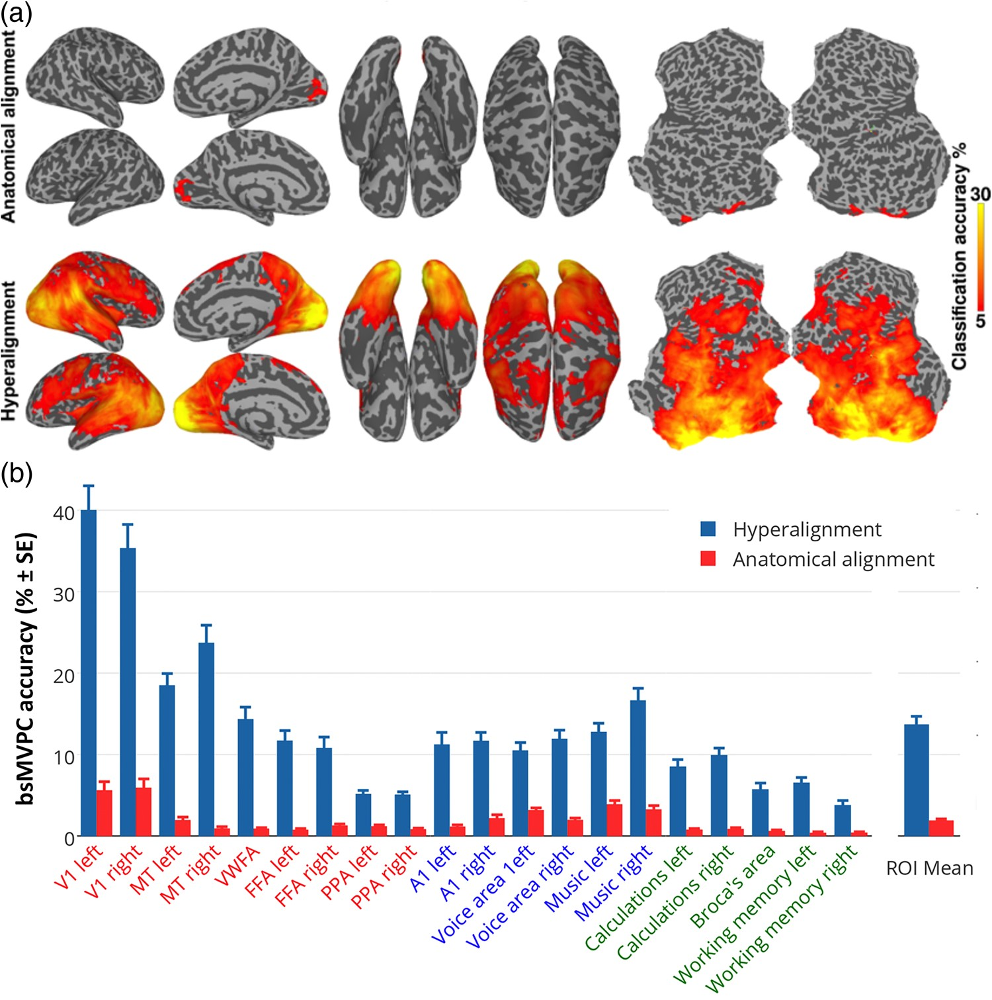 (a)
Anatomical alignment
Hyperalignment
Classification accuracy %
30
5
(b)
bsMVPC accuracy (% ± SE)
40
30
20
10
0
Hyperalignment
Anatomical alignment
V1 left
V1 right
MT left
MT right
VWFA
FFA left
FFA right
PPA left
PPA right
A1 left
A1 right
Voice area 1eft
Voice area right
Music left
Music right
Calculations left
Calculations right
Broca's area
Working memory left
Working memory right
ROI Mean